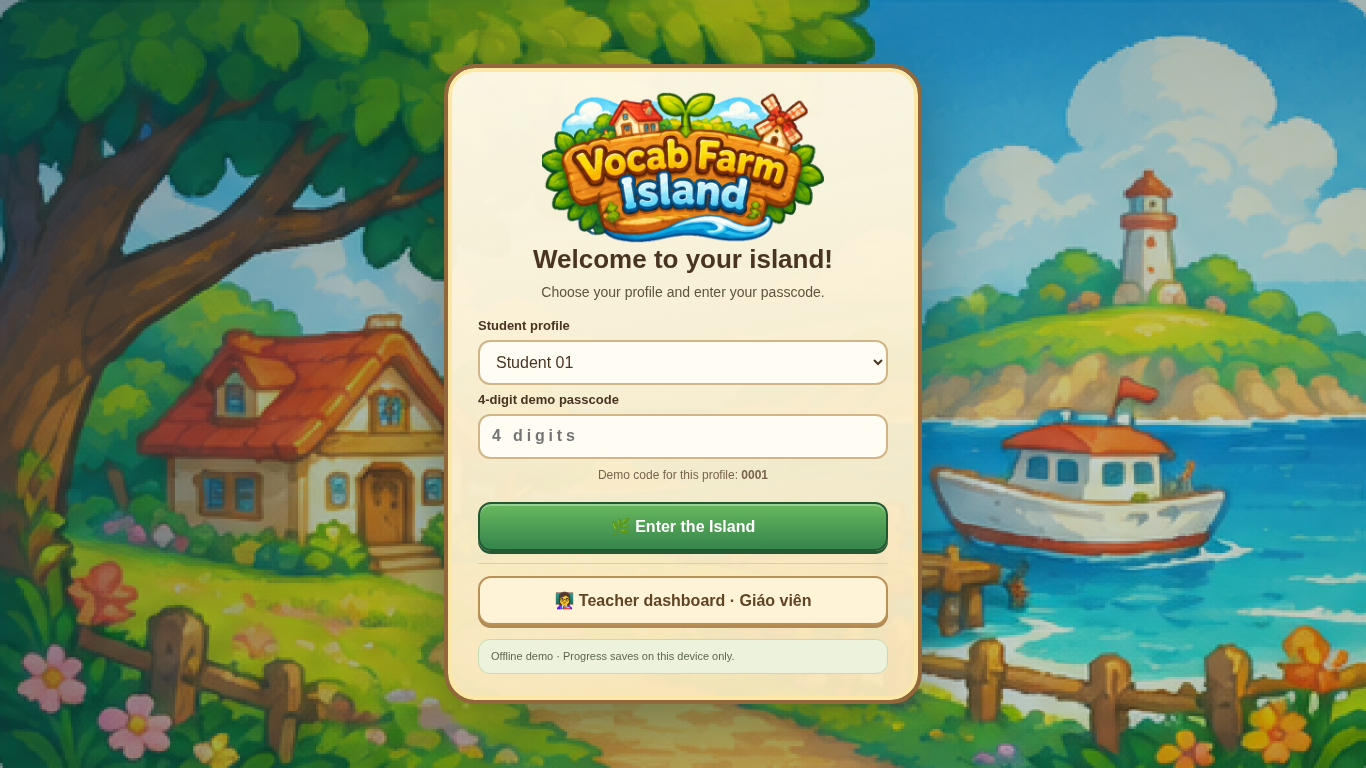 Vocab Farm
Island
Welcome to your island!
Choose your profile and enter your passcode.
Student profile
Student 01
4-digit demo passcode
4 digits
Demo code for this profile: 0001
🌿 Enter the Island
👩‍🏫 Teacher dashboard · Giáo viên
Offline demo · Progress saves on this device only.